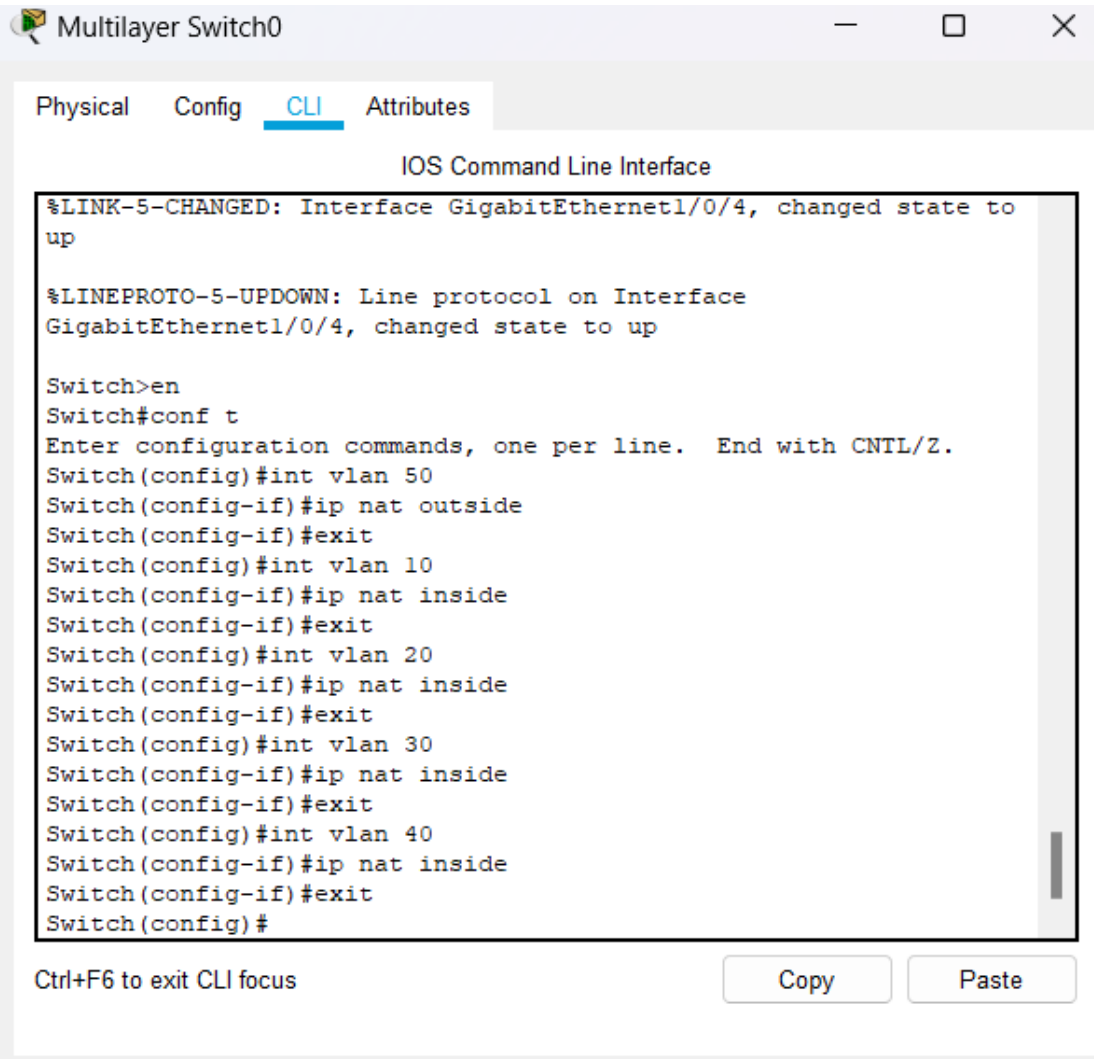 Multilayer Switch0
Physical Config CLI Attributes
IOS Command Line Interface
%LINK-5-CHANGED: Interface GigabitEthernet1/0/4, changed state to
up
%LINEPROTO-5-UPDOWN: Line protocol on Interface
GigabitEthernet1/0/4, changed state to up
Switch>en
Switch#conf t
Enter configuration commands, one per line.  End with CNTL/Z.
Switch(config)#int vlan 50
Switch(config-if)#ip nat outside
Switch(config-if)#exit
Switch(config)#int vlan 10
Switch(config-if)#ip nat inside
Switch(config-if)#exit
Switch(config)#int vlan 20
Switch(config-if)#ip nat inside
Switch(config-if)#exit
Switch(config)#int vlan 30
Switch(config-if)#ip nat inside
Switch(config-if)#exit
Switch(config)#int vlan 40
Switch(config-if)#ip nat inside
Switch(config-if)#exit
Switch(config)#
Ctrl+F6 to exit CLI focus Copy Paste